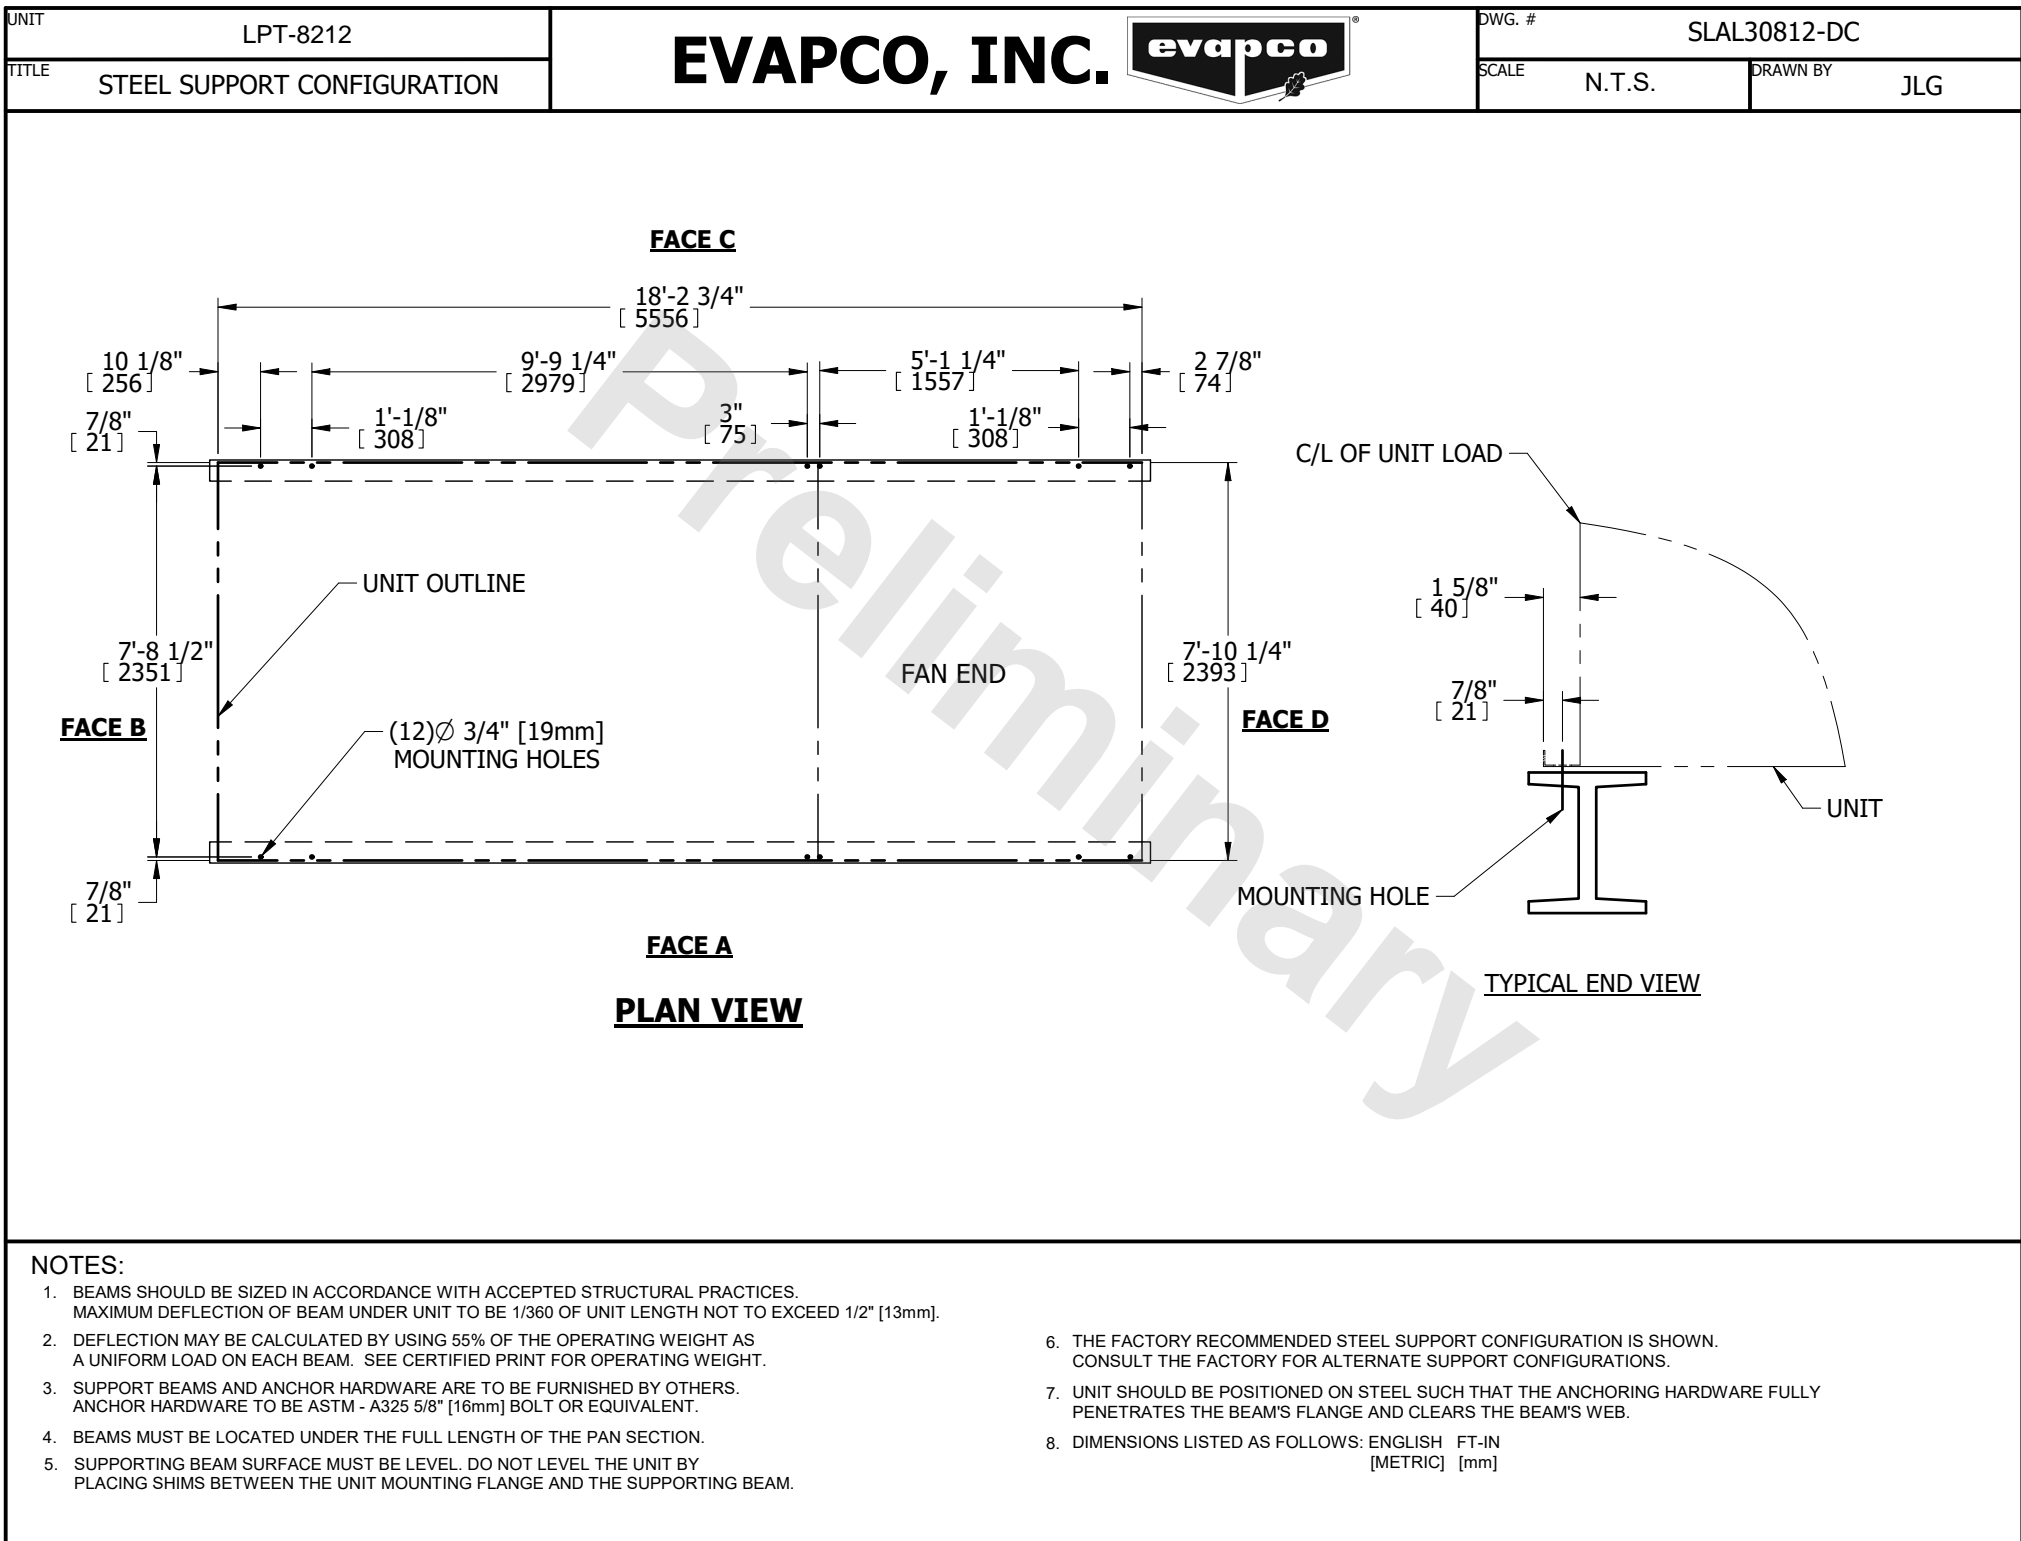 UNIT
LPT-8212
TITLE
STEEL SUPPORT CONFIGURATION
EVAPCO, INC.
evapco
®
DWG. #
SLAL30812-DC
SCALE
N.T.S.
DRAWN BY
JLG
FACE C
18'-2 3/4"
[ 5556 ]
10 1/8"
[ 256 ]
9'-9 1/4"
[ 2979 ]
5'-1 1/4"
[ 1557 ]
2 7/8"
[ 74 ]
7/8"
[ 21 ]
1'-1/8"
[ 308 ]
3"
[ 75 ]
1'-1/8"
[ 308 ]
C/L OF UNIT LOAD
UNIT OUTLINE
1 5/8"
[ 40 ]
7'-8 1/2"
[ 2351 ]
FAN END
7'-10 1/4"
[ 2393 ]
7/8"
[ 21 ]
FACE B
(12)∅ 3/4" [19mm]
MOUNTING HOLES
FACE D
UNIT
7/8"
[ 21 ]
MOUNTING HOLE
FACE A
TYPICAL END VIEW
PLAN VIEW
Preliminary
NOTES:
1. BEAMS SHOULD BE SIZED IN ACCORDANCE WITH ACCEPTED STRUCTURAL PRACTICES.
MAXIMUM DEFLECTION OF BEAM UNDER UNIT TO BE 1/360 OF UNIT LENGTH NOT TO EXCEED 1/2" [13mm].
2. DEFLECTION MAY BE CALCULATED BY USING 55% OF THE OPERATING WEIGHT AS
A UNIFORM LOAD ON EACH BEAM. SEE CERTIFIED PRINT FOR OPERATING WEIGHT.
3. SUPPORT BEAMS AND ANCHOR HARDWARE ARE TO BE FURNISHED BY OTHERS.
ANCHOR HARDWARE TO BE ASTM - A325 5/8" [16mm] BOLT OR EQUIVALENT.
4. BEAMS MUST BE LOCATED UNDER THE FULL LENGTH OF THE PAN SECTION.
5. SUPPORTING BEAM SURFACE MUST BE LEVEL. DO NOT LEVEL THE UNIT BY
PLACING SHIMS BETWEEN THE UNIT MOUNTING FLANGE AND THE SUPPORTING BEAM.
6. THE FACTORY RECOMMENDED STEEL SUPPORT CONFIGURATION IS SHOWN.
CONSULT THE FACTORY FOR ALTERNATE SUPPORT CONFIGURATIONS.
7. UNIT SHOULD BE POSITIONED ON STEEL SUCH THAT THE ANCHORING HARDWARE FULLY
PENETRATES THE BEAM'S FLANGE AND CLEARS THE BEAM'S WEB.
8. DIMENSIONS LISTED AS FOLLOWS: ENGLISH FT-IN
[METRIC] [mm]